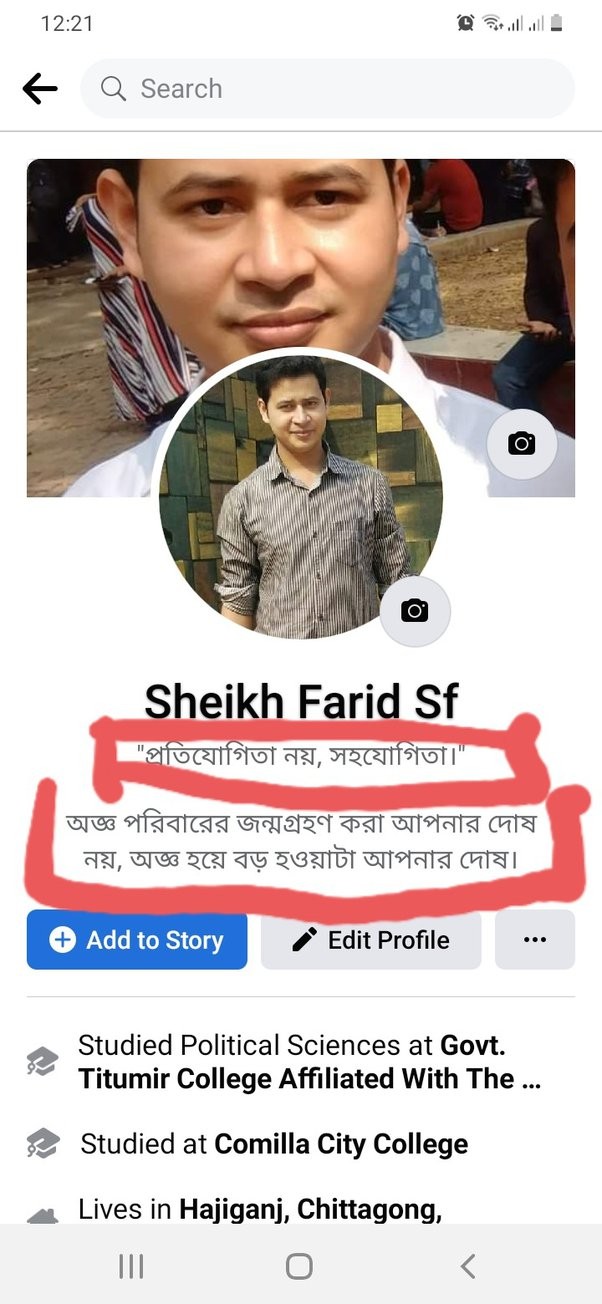 12:21
Search
Sheikh Farid Sf
"প্রতিযোগিতা নয়, সহযোগিতা।"
অজ্ঞ পরিবারের জন্মগ্রহণ করা আপনার দোষ
নয়, অজ্ঞ হয়ে বড় হওয়াটা আপনার দোষ।
Add to Story
Edit Profile
Studied Political Sciences at Govt.
Titumir College Affiliated With The ...
Studied at Comilla City College
Lives in Hajiganj, Chittagong,